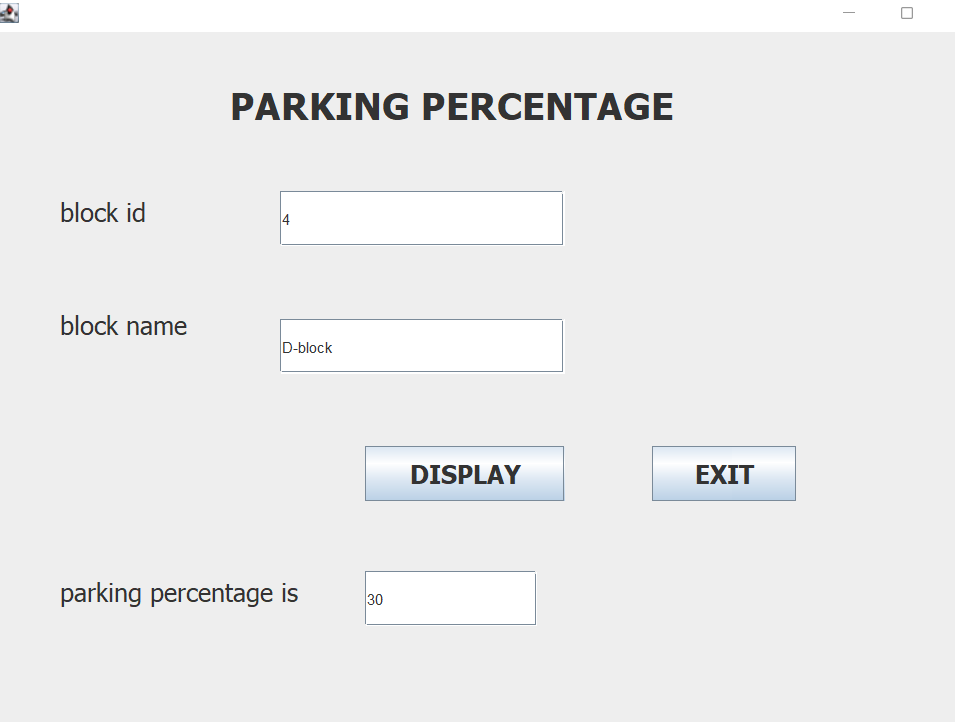 PARKING PERCENTAGE
block id
4
block name
D-block
DISPLAY
EXIT
parking percentage is
30